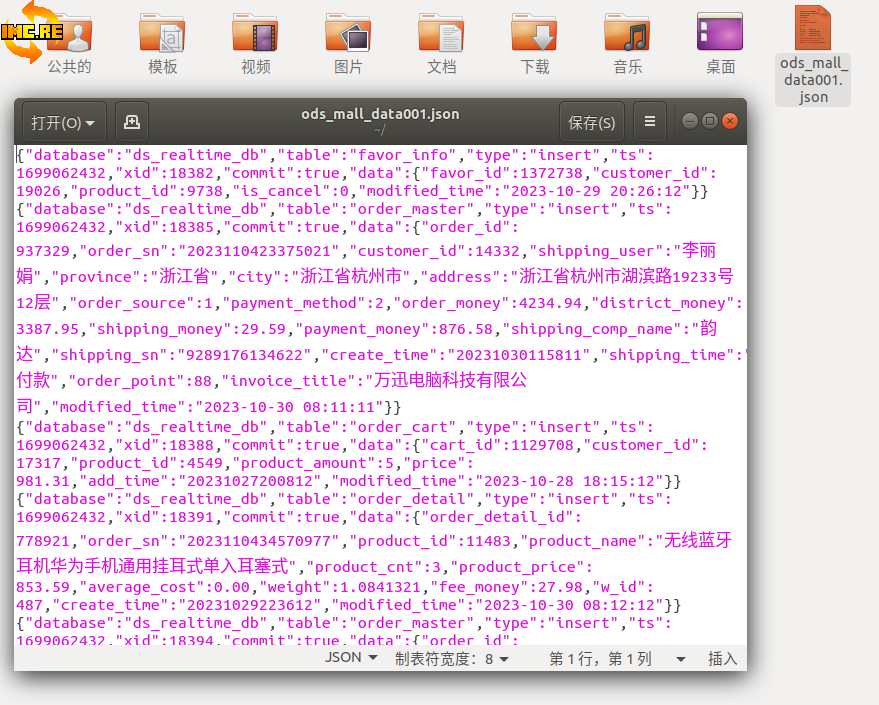 IMC.RE
公共的
模板
视频
图片
文档
下载
音乐
桌面
ods_mall_
data001.
json
打开(O)
ods_mall_data001.json
~/
保存(S)
{"database":"ds_realtime_db","table":"favor_info","type":"insert","ts":
1699062432,"xid":18382,"commit":true,"data":{"favor_id":1372738,"customer_id":
19026,"product_id":9738,"is_cancel":0,"modified_time":"2023-10-29 20:26:12"}}
{"database":"ds_realtime_db","table":"order_master","type":"insert","ts":
1699062432,"xid":18385,"commit":true,"data":{"order_id":
937329,"order_sn":"2023110423375021","customer_id":14332,"shipping_user":"李丽
娟","province":"浙江省","city":"浙江省杭州市","address":"浙江省杭州市湖滨路19233号
12层","order_source":1,"payment_method":2,"order_money":4234.94,"district_money":
3387.95,"shipping_money":29.59,"payment_money":876.58,"shipping_comp_name":"韵
达","shipping_sn":"9289176134622","create_time":"20231030115811","shipping_time":"
付款","order_point":88,"invoice_title":"万迅电脑科技有限公
司","modified_time":"2023-10-30 08:11:11"}}
{"database":"ds_realtime_db","table":"order_cart","type":"insert","ts":
1699062432,"xid":18388,"commit":true,"data":{"cart_id":1129708,"customer_id":
17317,"product_id":4549,"product_amount":5,"price":
981.31,"add_time":"20231027200812","modified_time":"2023-10-28 18:15:12"}}
{"database":"ds_realtime_db","table":"order_detail","type":"insert","ts":
1699062432,"xid":18391,"commit":true,"data":{"order_detail_id":
778921,"order_sn":"2023110434570977","product_id":11483,"product_name":"无线蓝牙
耳机华为手机通用挂耳式单入耳塞式","product_cnt":3,"product_price":
853.59,"average_cost":0.00,"weight":1.0841321,"fee_money":27.98,"w_id":
487,"create_time":"20231029223612","modified_time":"2023-10-30 08:12:12"}}
{"database":"ds_realtime_db","table":"order_master","type":"insert","ts":
1699062432,"xid":18394,"commit":true,"data":{"order_id":
JSON
制表符宽度：8
第 1 行，第 1 列
插入